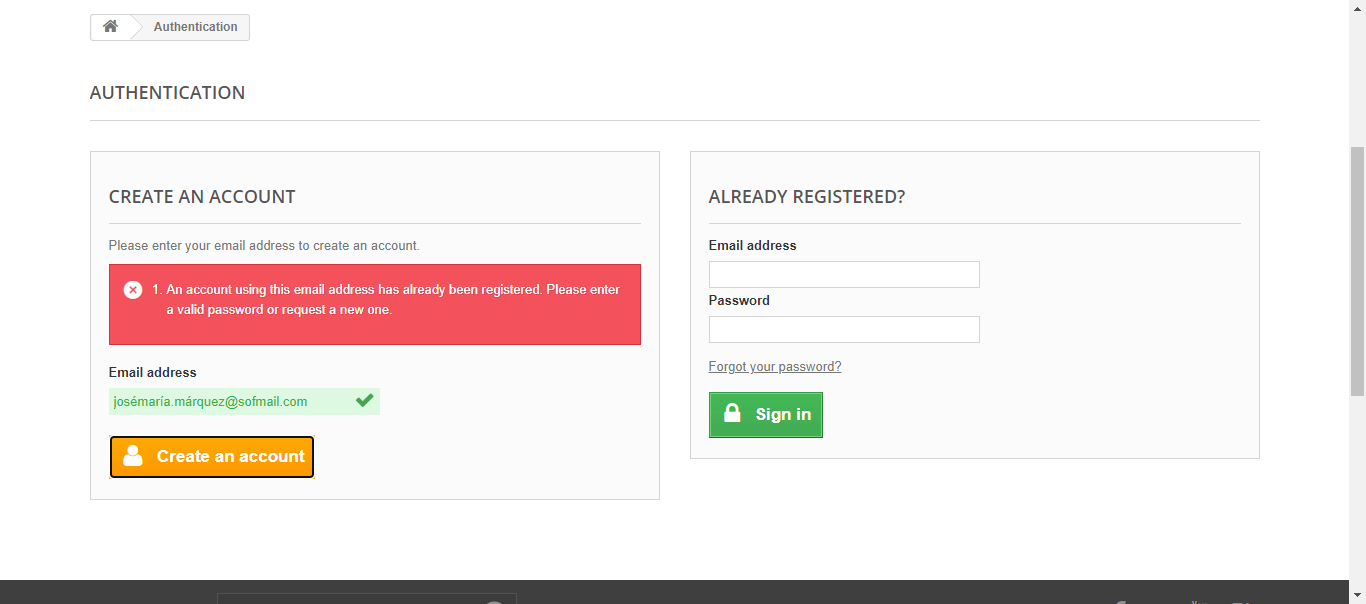 Authentication
AUTHENTICATION
CREATE AN ACCOUNT
Please enter your email address to create an account.
1. An account using this email address has already been registered. Please enter
a valid password or request a new one.
Email address
josémaría.márquez@sofmail.com
Create an account
ALREADY REGISTERED?
Email address
Password
Forgot your password?
Sign in